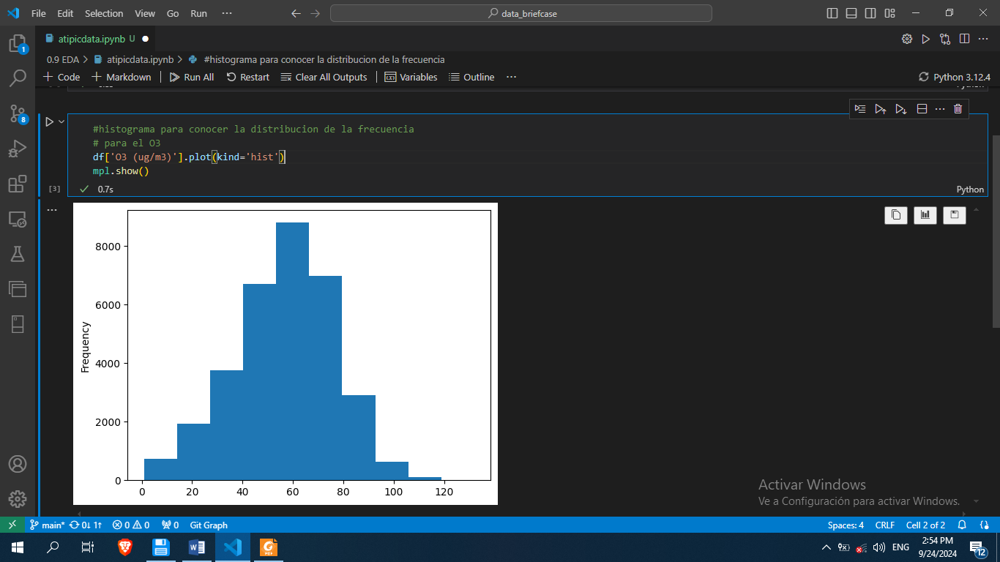 File Edit Selection View Go Run ··· data_briefcase
atipicdata.ipynb U
0.9 EDA > atipicdata.ipynb > #histograma para conocer la distribucion de la frecuencia
Code Markdown Run All Restart Clear All Outputs Variables Outline ··· Python 3.12.4
#histograma para conocer la distribucion de la frecuencia
# para el O3
df['O3 (ug/m3)'].plot(kind='hist')
mpl.show()
[3] 0.7s Python
1
8
8000
6000
4000
2000
0
Frequency
0 20 40 60 80 100 120
Activar Windows
Ve a Configuración para activar Windows.
main* 0↓ 1↑ 0 0 0 Git Graph Spaces: 4 CRLF Cell 2 of 2
PDF ENG 2:54 PM
9/24/2024 12